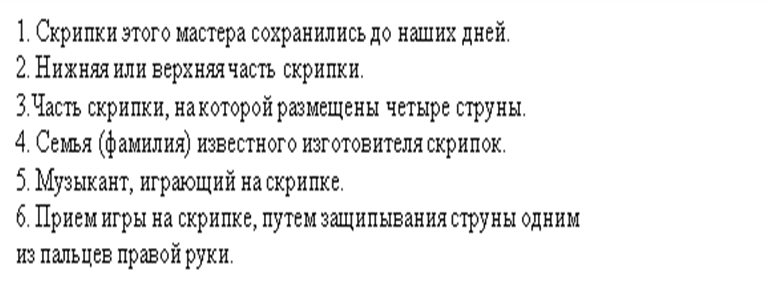 1. Скрипки этого мастера сохранились до наших дней.
2. Нижняя или верхняя часть скрипки.
3.Часть скрипки, на которой размещены четыре струны.
4. Семья (фамилия) известного изготовителя скрипок.
5. Музыкант, играющий на скрипке.
6. Прием игры на скрипке, путем защипывания струны одним
из пальцев правой руки.